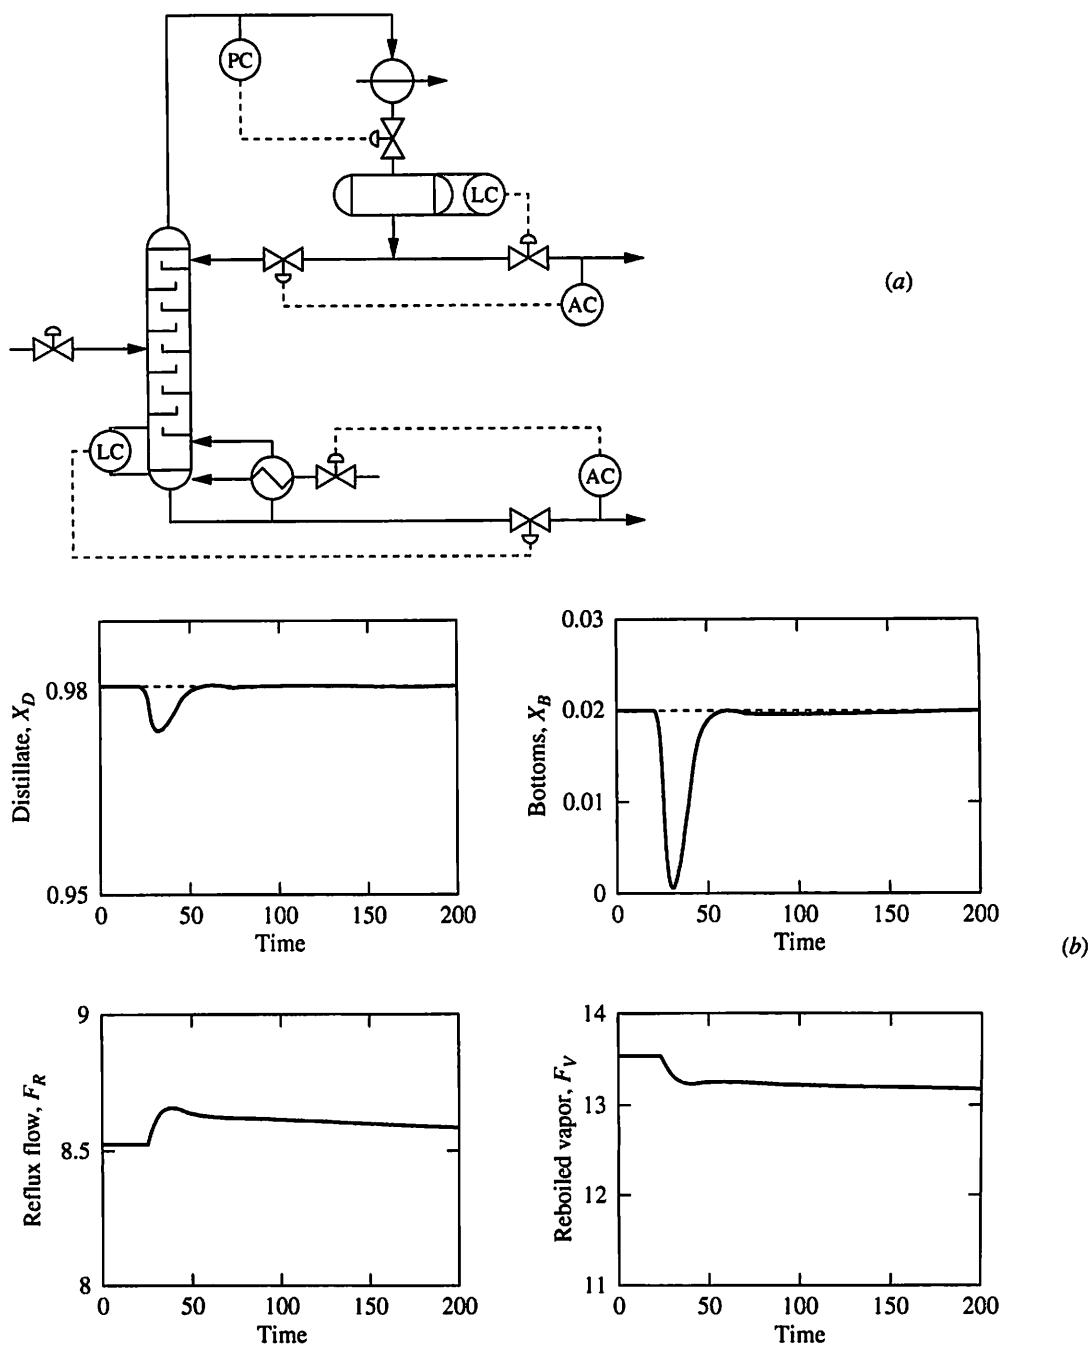 PC
LC
(a)
AC
LC
AC
0.98
0.95
Distillate, X_D
0 50 100 150 200
Time
0.03
0.02
0.01
0
Bottoms, X_B
0 50 100 150 200
Time
(b)
9
8.5
8
Reflux flow, F_R
0 50 100 150 200
Time
14
13
12
11
Reboiled vapor, F_V
0 50 100 150 200
Time